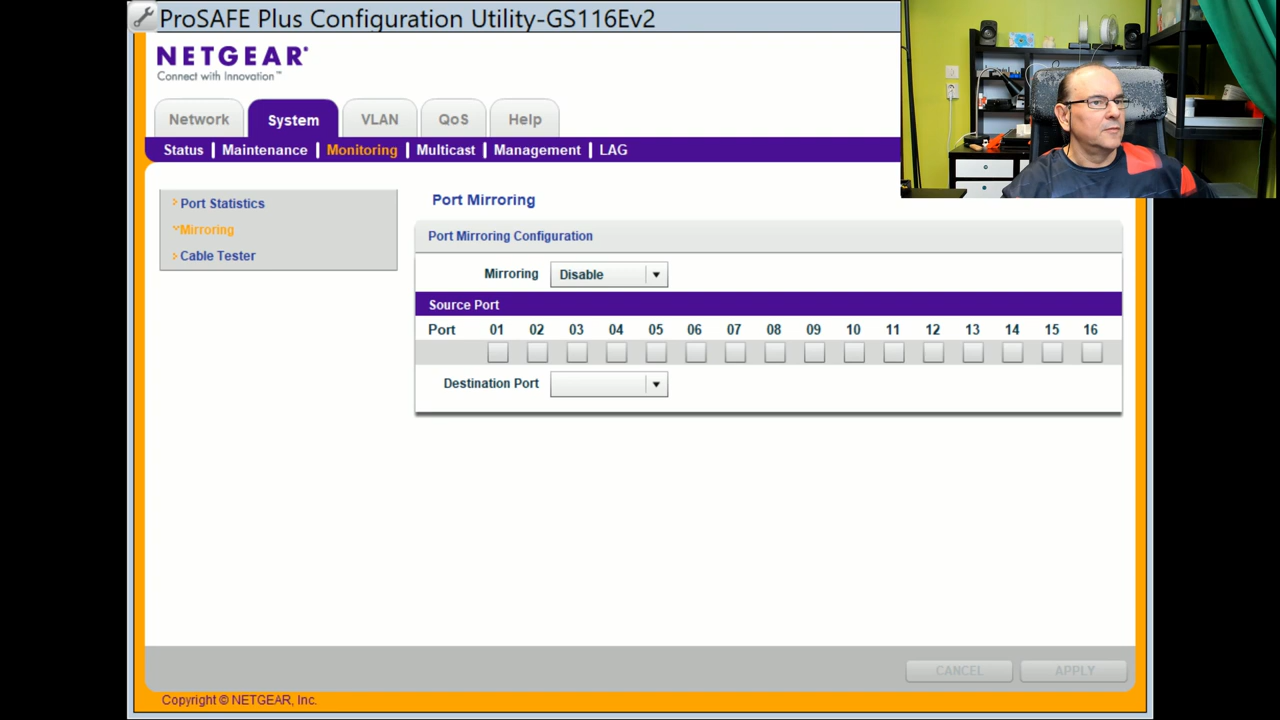 ProSAFE Plus Configuration Utility-GS116Ev2
NETGEAR®
Connect with Innovation™
Network System VLAN QoS Help
Status | Maintenance | Monitoring | Multicast | Management | LAG
Port Statistics
Mirroring
Cable Tester
Port Mirroring
Port Mirroring Configuration
Mirroring Disable
Source Port
Port 01 02 03 04 05 06 07 08 09 10 11 12 13 14 15 16
Destination Port
CANCEL APPLY
Copyright © NETGEAR, Inc.